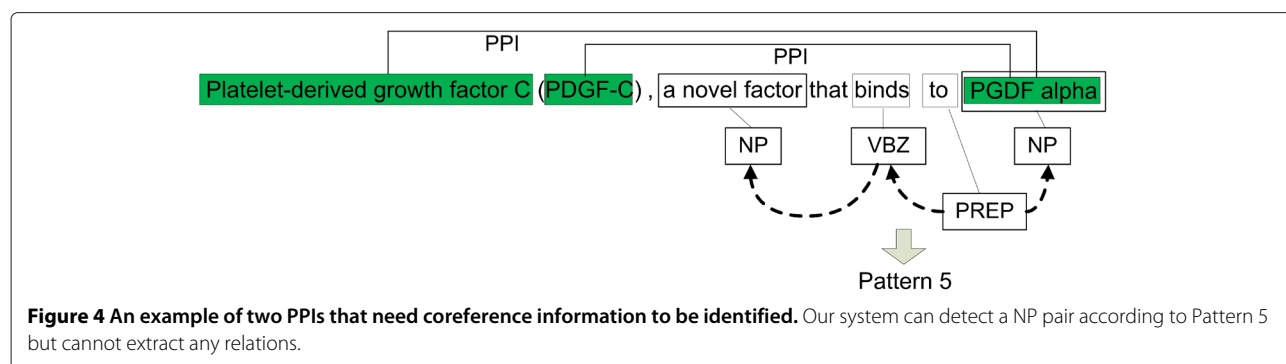 PPI
PPI
Platelet-derived growth factor C (PDGF-C) , a novel factor that binds to PGDF alpha
NP VBZ NP
PREP
Pattern 5
Figure 4 An example of two PPIs that need coreference information to be identified. Our system can detect a NP pair according to Pattern 5
but cannot extract any relations.